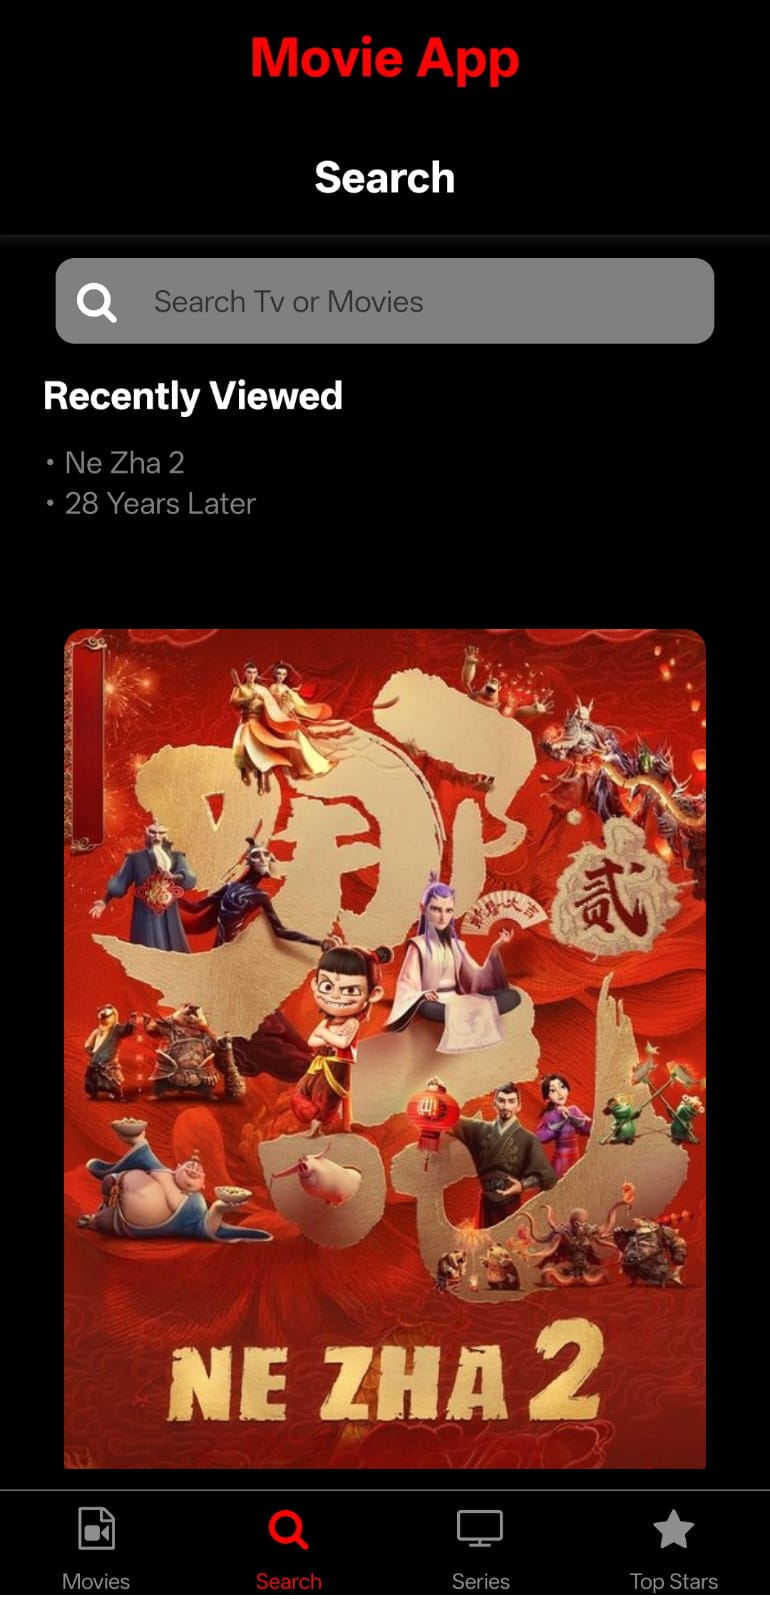 Movie App
Search
Search Tv or Movies
Recently Viewed
• Ne Zha 2
• 28 Years Later
哪吒
贰
NE ZHA 2
Movies
Search
Series
Top Stars